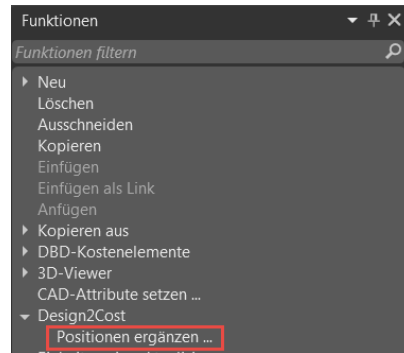 Funktionen
Funktionen filtern
Neu
Löschen
Ausschneiden
Kopieren
Einfügen
Einfügen als Link
Anfügen
Kopieren aus
DBD-Kostenelemente
3D-Viewer
CAD-Attribute setzen ...
Design2Cost
Positionen ergänzen ...